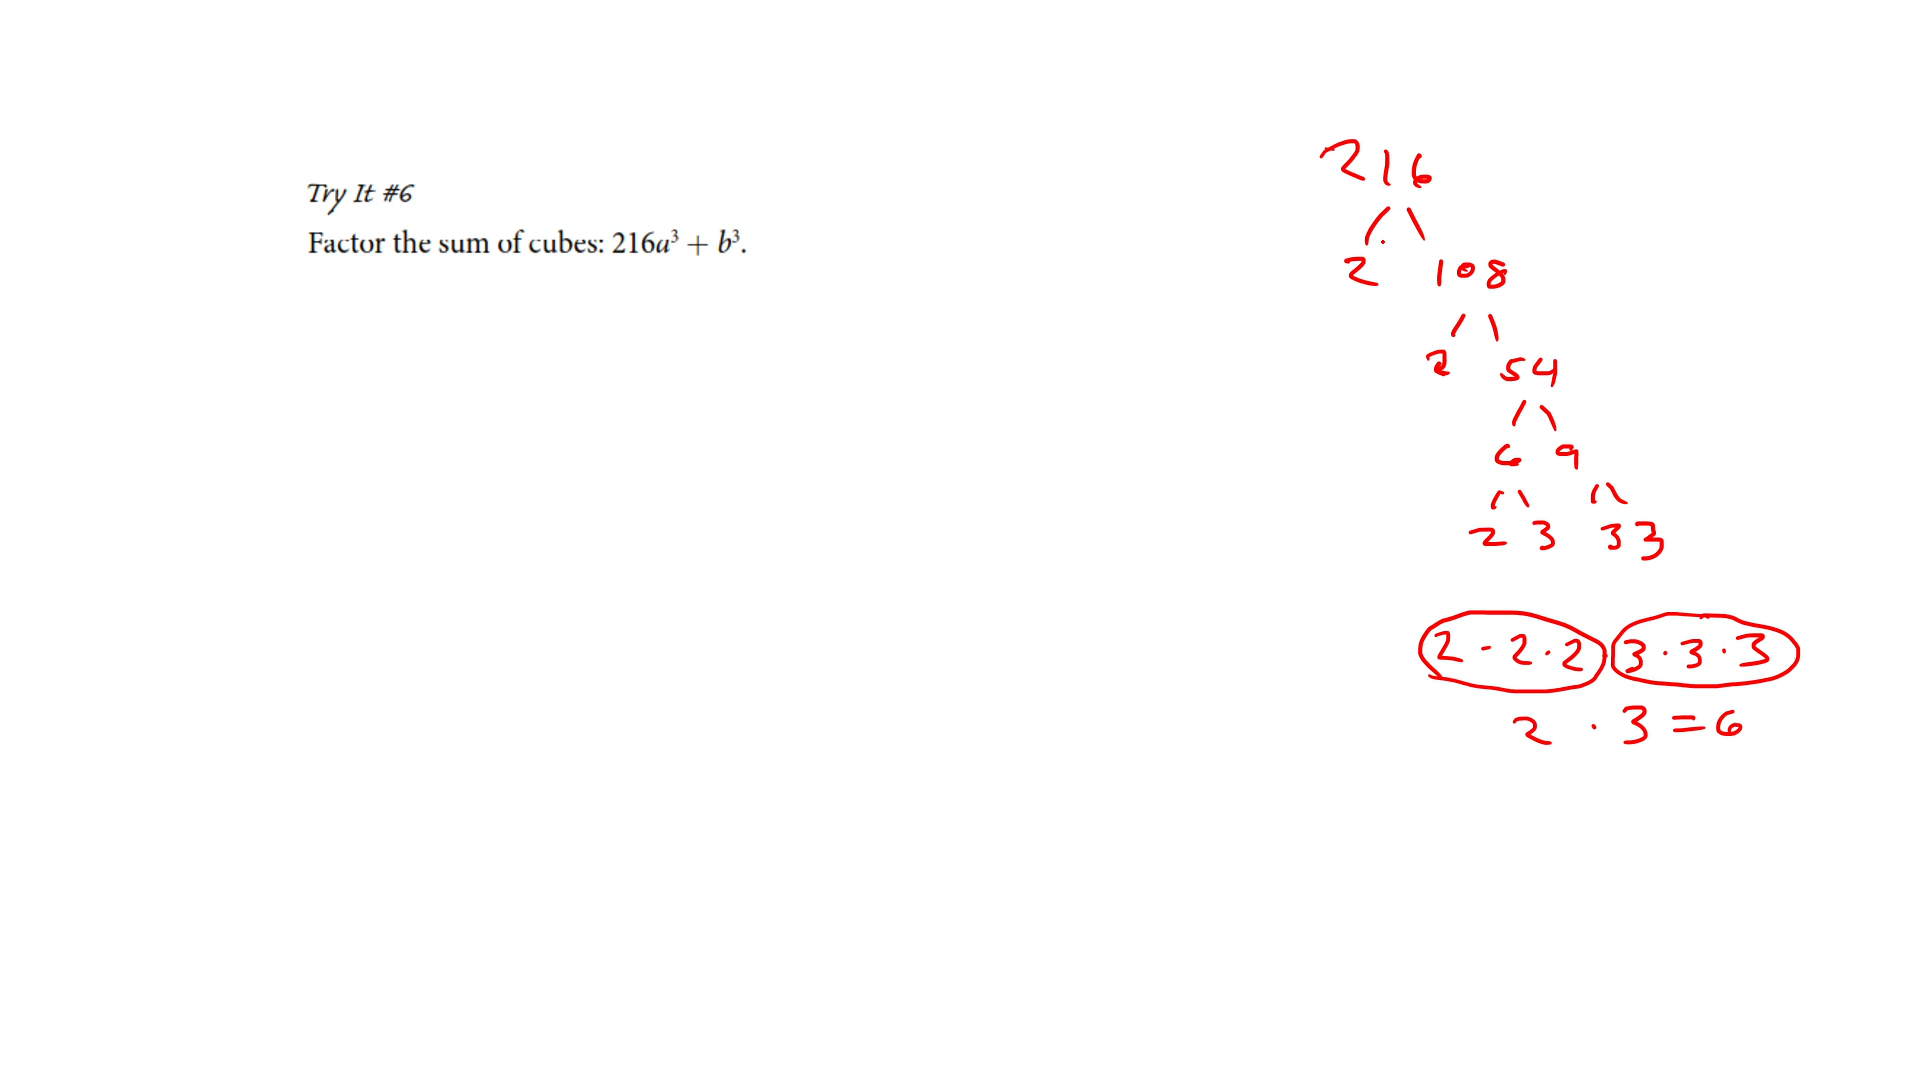 Try It #6
Factor the sum of cubes: 216a³ + b³.
216
2 108
2 54
6 9
2 3 3 3
2 · 2 · 2 3 · 3 · 3
2 · 3 = 6